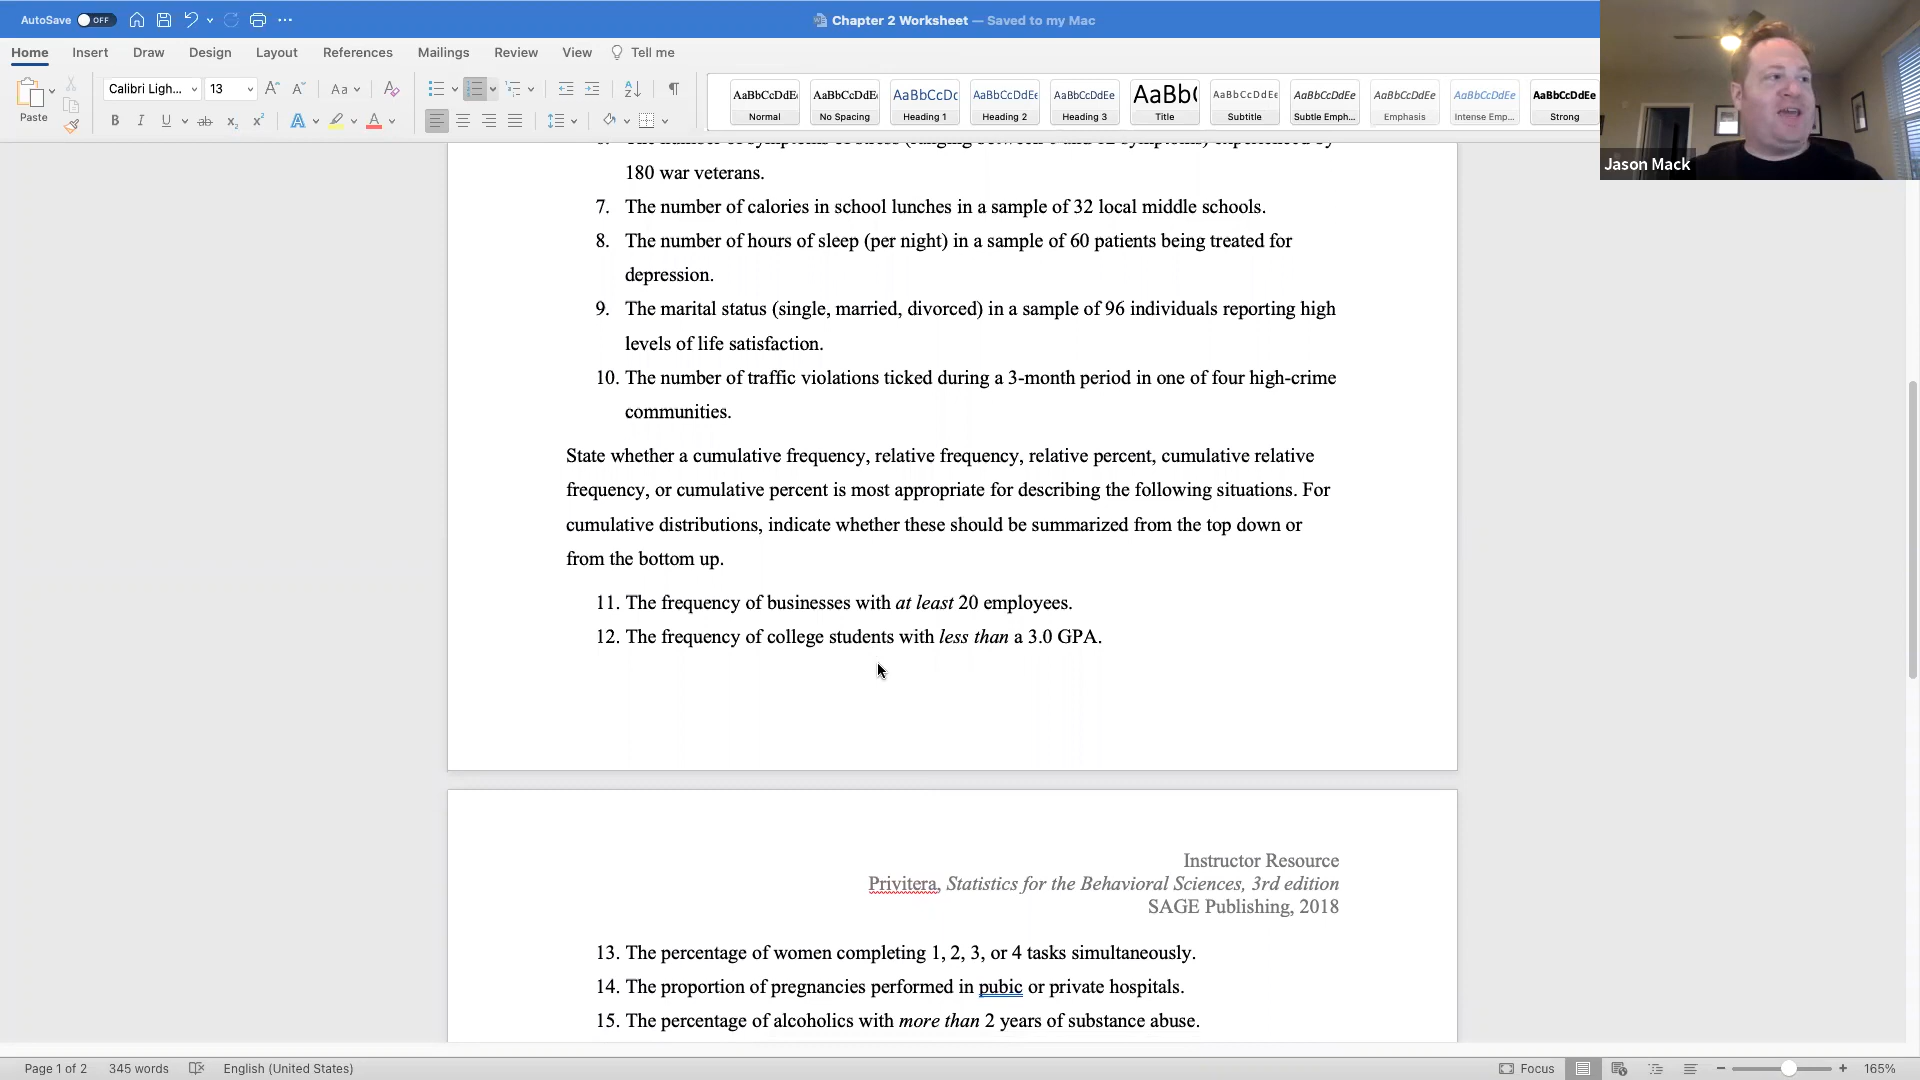 AutoSave OFF
Chapter 2 Worksheet — Saved to my Mac
Home Insert Draw Design Layout References Mailings Review View Tell me
Paste
Calibri Ligh... 13
AaBbCcDdEe Normal
AaBbCcDdEe No Spacing
AaBbCcDc Heading 1
AaBbCcDdEe Heading 2
AaBbCcDdEe Heading 3
AaBb( Title
AaBbCcDdEe Subtitle
AaBbCcDdEe Subtle Emph...
AaBbCcDdEe Emphasis
AaBbCcDdEe Intense Emp...
AaBbCcDdEe Strong
Jason Mack
180 war veterans.
7. The number of calories in school lunches in a sample of 32 local middle schools.
8. The number of hours of sleep (per night) in a sample of 60 patients being treated for
depression.
9. The marital status (single, married, divorced) in a sample of 96 individuals reporting high
levels of life satisfaction.
10. The number of traffic violations ticked during a 3-month period in one of four high-crime
communities.
State whether a cumulative frequency, relative frequency, relative percent, cumulative relative
frequency, or cumulative percent is most appropriate for describing the following situations. For
cumulative distributions, indicate whether these should be summarized from the top down or
from the bottom up.
11. The frequency of businesses with at least 20 employees.
12. The frequency of college students with less than a 3.0 GPA.
Instructor Resource
Privitera, Statistics for the Behavioral Sciences, 3rd edition
SAGE Publishing, 2018
13. The percentage of women completing 1, 2, 3, or 4 tasks simultaneously.
14. The proportion of pregnancies performed in pubic or private hospitals.
15. The percentage of alcoholics with more than 2 years of substance abuse.
Page 1 of 2 345 words English (United States) Focus 165%